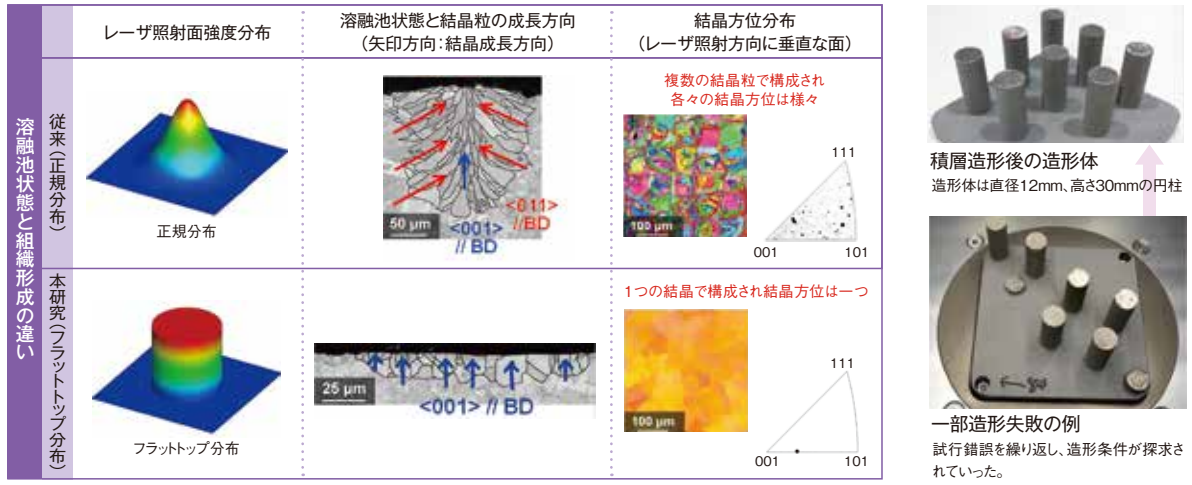 溶融池状態と組織形成の違い
レーザ照射面強度分布
溶融池状態と結晶粒の成長方向
（矢印方向：結晶成長方向）
結晶方位分布
（レーザ照射方向に垂直な面）
従来（正規分布）
正規分布
50 μm
<001>
// BD
<011>
//BD
複数の結晶粒で構成され
各々の結晶方位は様々
100 μm
111
001
101
本研究（フラットトップ分布）
フラットトップ分布
25 μm
<001> // BD
1つの結晶で構成され結晶方位は一つ
100 μm
111
001
101
積層造形後の造形体
造形体は直径12mm、高さ30mmの円柱
一部造形失敗の例
試行錯誤を繰り返し、造形条件が探求さ
れていった。